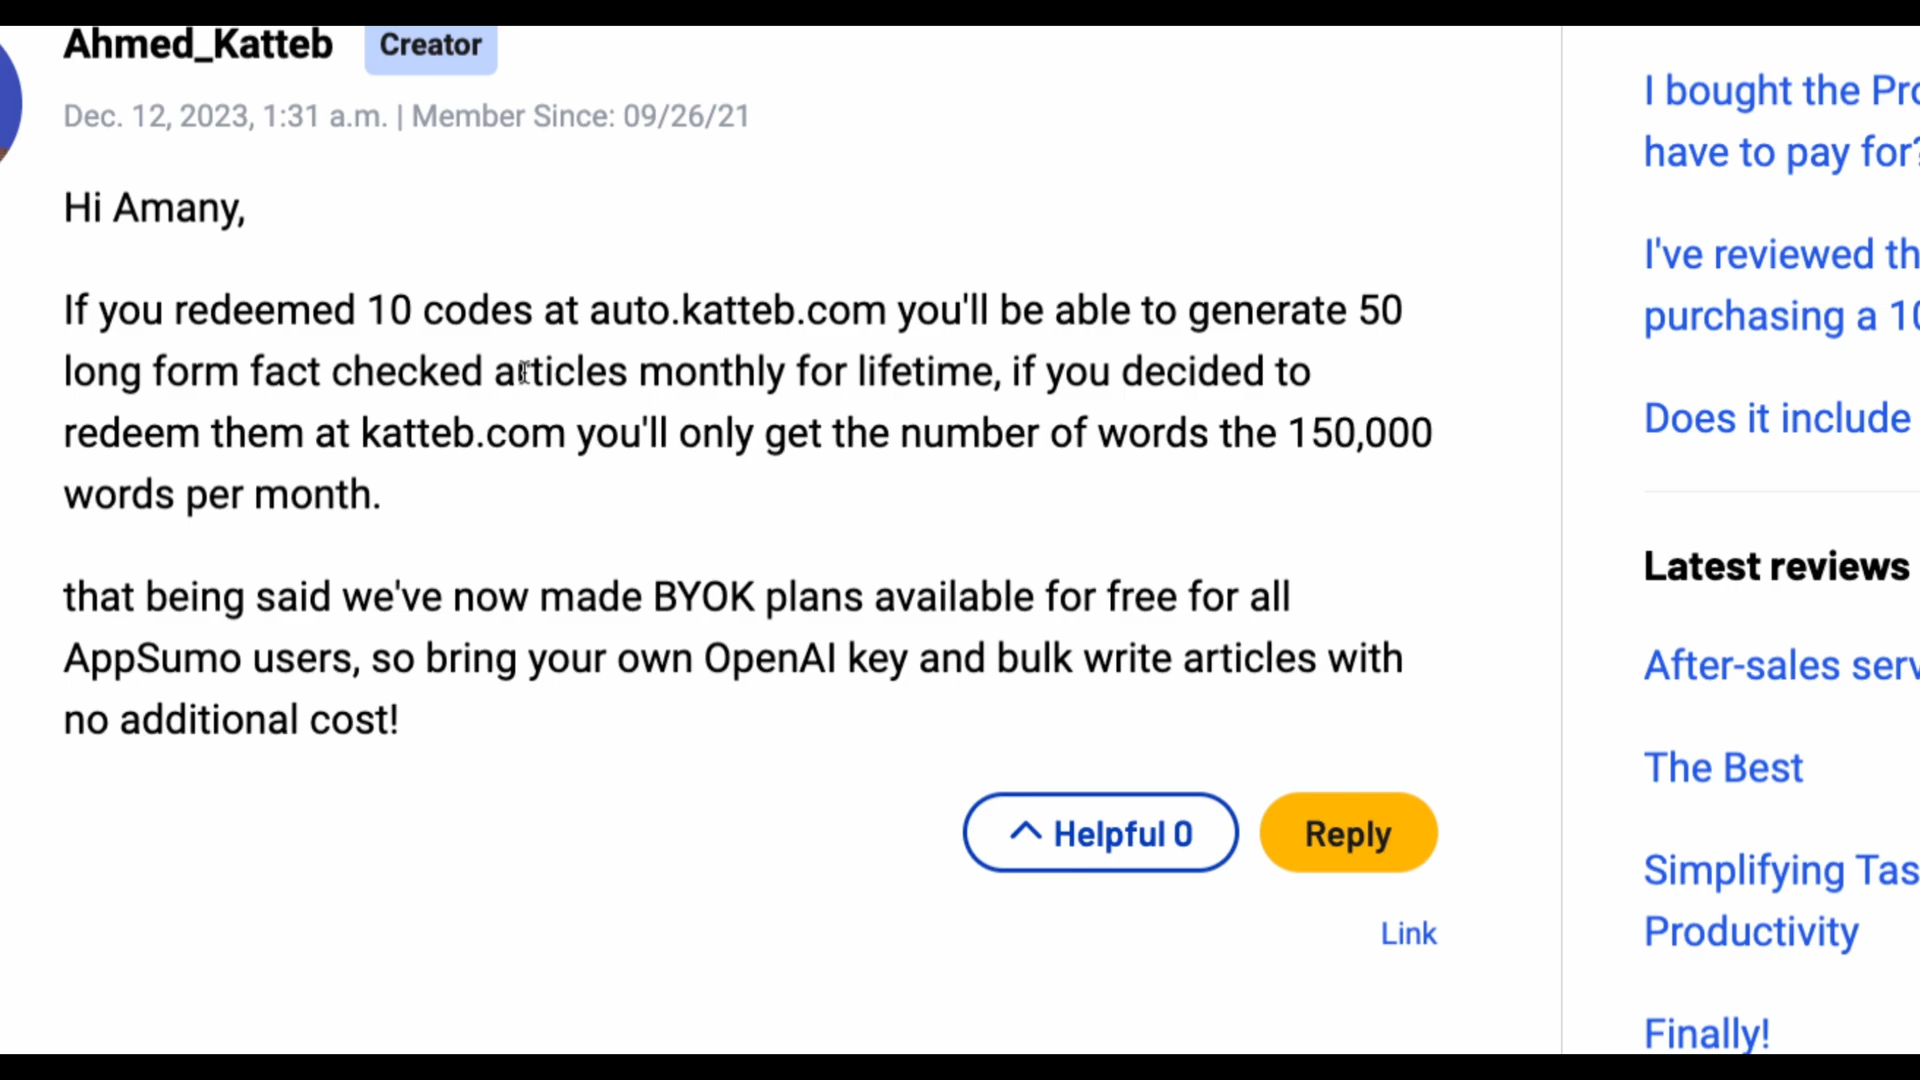 Ahmed_Katteb
Creator
Dec. 12, 2023, 1:31 a.m. | Member Since: 09/26/21
Hi Amany,
If you redeemed 10 codes at auto.katteb.com you'll be able to generate 50
long form fact checked articles monthly for lifetime, if you decided to
redeem them at katteb.com you'll only get the number of words the 150,000
words per month.
that being said we've now made BYOK plans available for free for all
AppSumo users, so bring your own OpenAI key and bulk write articles with
no additional cost!
Helpful 0
Reply
Link
I bought the
have to pay for?
I've reviewed
purchasing a
Does it include
Latest reviews
After-sales
The Best
Simplifying
Productivity
Finally!